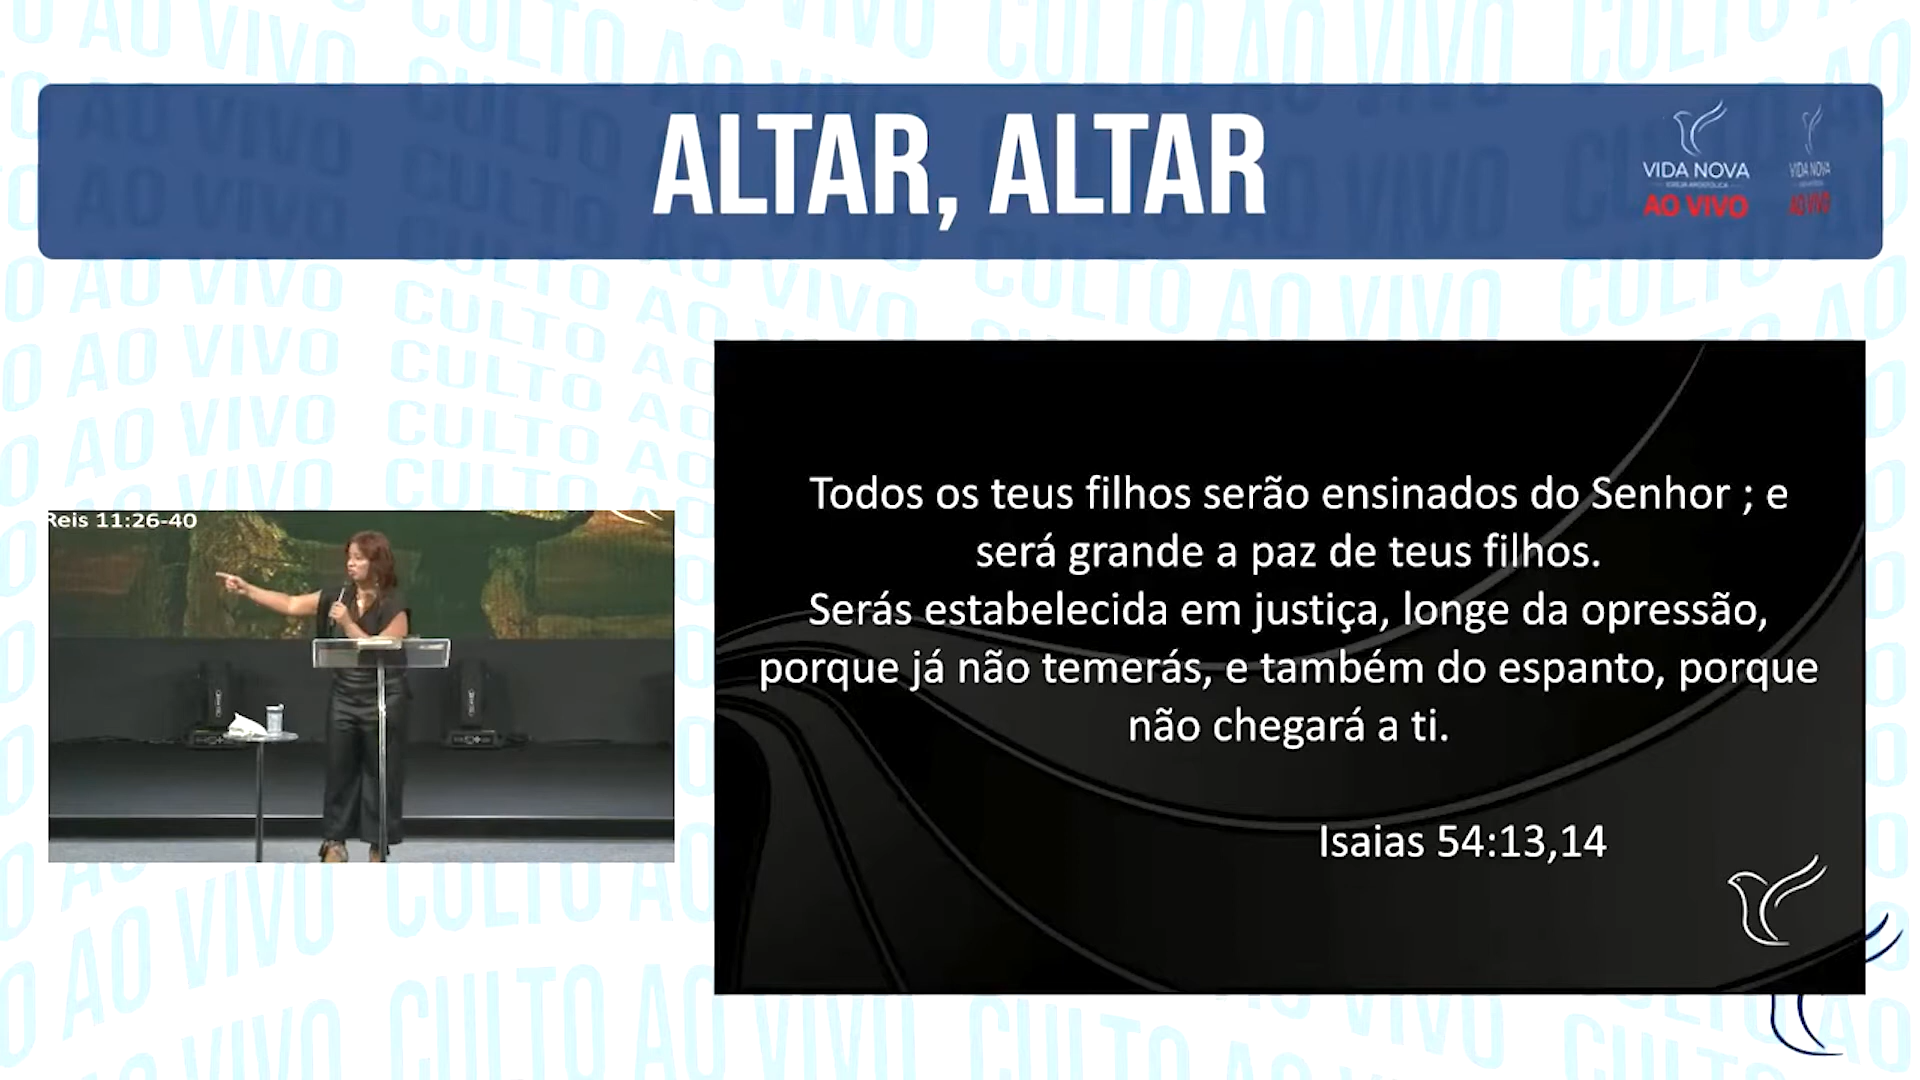 ALTAR, ALTAR
VIDA NOVA
IGREJA APOSTÓLICA
AO VIVO
VIDA NOVA
AO VIVO
Reis 11:26-40
Todos os teus filhos serão ensinados do Senhor ; e
será grande a paz de teus filhos.
Serás estabelecida em justiça, longe da opressão,
porque já não temerás, e também do espanto, porque
não chegará a ti.
Isaias 54:13,14
CULTO AO VIVO